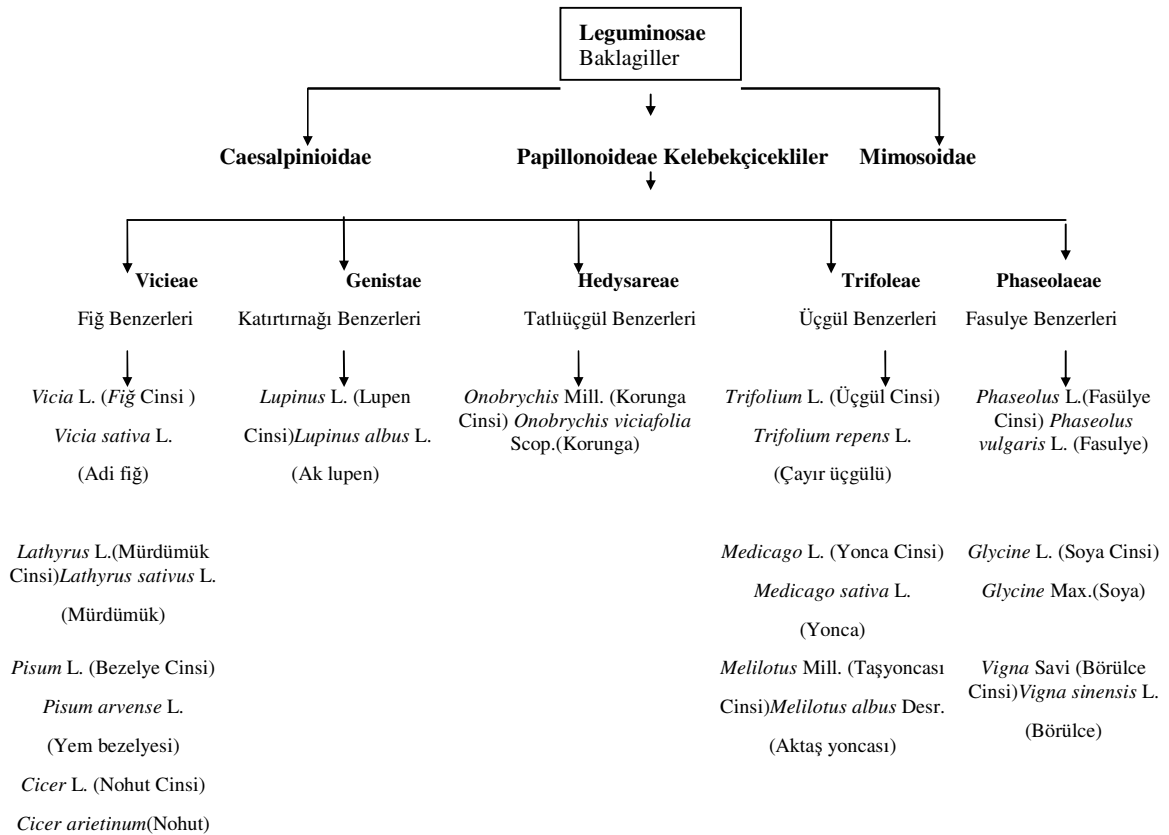 Leguminosae
Baklagiller
Caesalpinioidae
Papillonoideae Kelebekçicekliler
Mimosoidae
Vicieae
Fiğ Benzerleri
Vicia L. (Fiğ Cinsi )
Vicia sativa L.
(Adi fiğ)
Lathyrus L.(Mürdümük
Cinsi)Lathyrus sativus L.
(Mürdümük)
Pisum L. (Bezelye Cinsi)
Pisum arvense L.
(Yem bezelyesi)
Cicer L. (Nohut Cinsi)
Cicer arietinum(Nohut)
Genistae
Katırtırnağı Benzerleri
Lupinus L. (Lupen
Cinsi)Lupinus albus L.
(Ak lupen)
Hedysareae
Tatlıüçgül Benzerleri
Onobrychis Mill. (Korunga
Cinsi) Onobrychis viciafolia
Scop.(Korunga)
Trifoleae
Üçgül Benzerleri
Trifolium L. (Üçgül Cinsi)
Trifolium repens L.
(Çayır üçgülü)
Medicago L. (Yonca Cinsi)
Medicago sativa L.
(Yonca)
Melilotus Mill. (Taşyoncası
Cinsi)Melilotus albus Desr.
(Aktaş yoncası)
Phaseolaeae
Fasulye Benzerleri
Phaseolus L.(Fasülye
Cinsi) Phaseolus
vulgaris L. (Fasulye)
Glycine L. (Soya Cinsi)
Glycine Max.(Soya)
Vigna Savi (Börülce
Cinsi)Vigna sinensis L.
(Börülce)